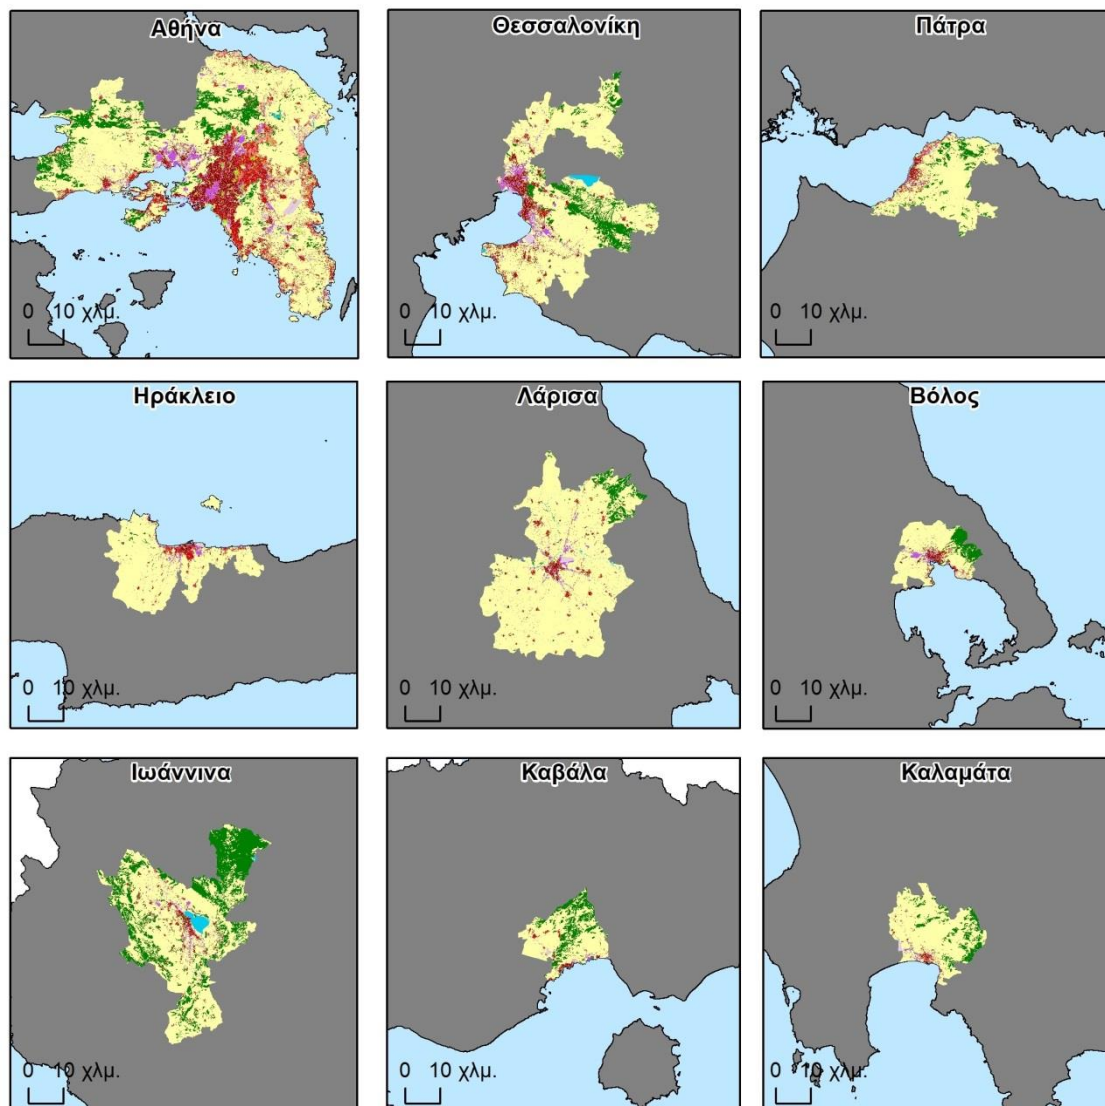 Αθήνα
0 10 χλμ.
Θεσσαλονίκη
0 10 χλμ.
Πάτρα
0 10 χλμ.
Ηράκλειο
0 10 χλμ.
Λάρισα
0 10 χλμ.
Βόλος
0 10 χλμ.
Ιωάννινα
0 10 χλμ.
Καβάλα
0 10 χλμ.
Καλαμάτα
0 10 χλμ.